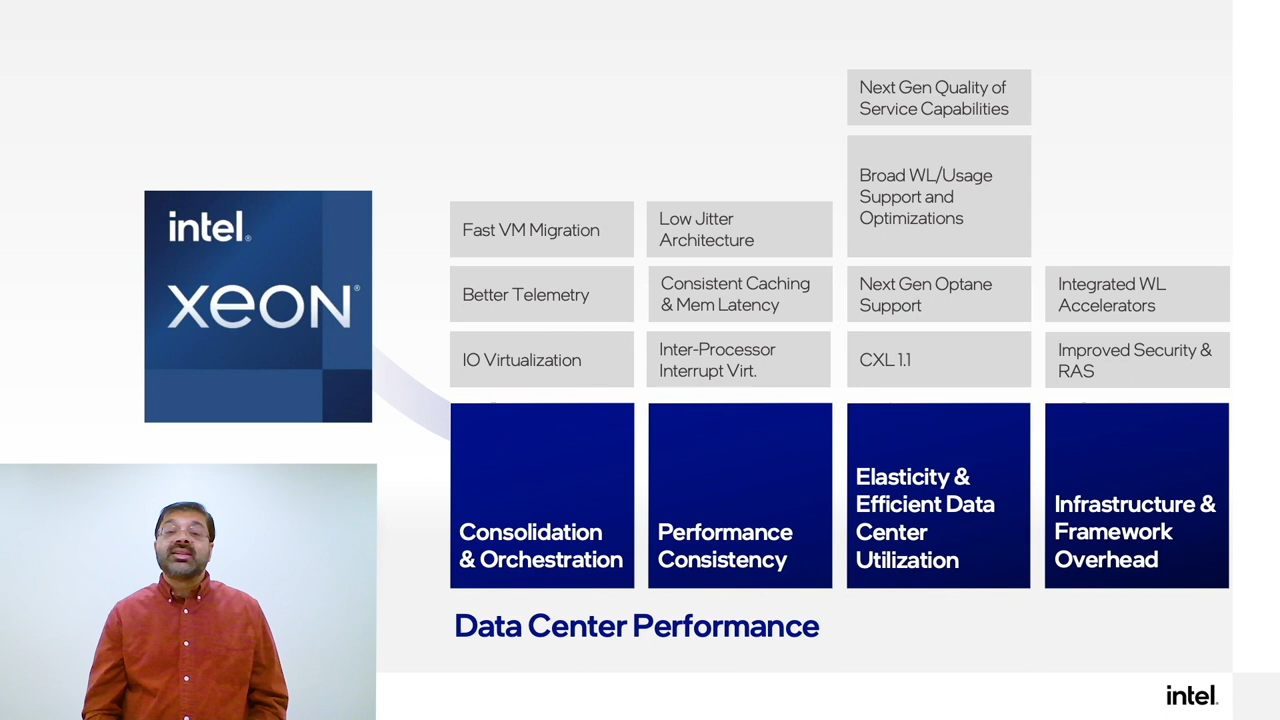 intel.
XEON®
Next Gen Quality of
Service Capabilities
Broad WL/Usage
Support and
Optimizations
Fast VM Migration
Low Jitter
Architecture
Better Telemetry
Consistent Caching
& Mem Latency
Next Gen Optane
Support
Integrated WL
Accelerators
IO Virtualization
Inter-Processor
Interrupt Virt.
CXL 1.1
Improved Security &
RAS
Consolidation
& Orchestration
Performance
Consistency
Elasticity &
Efficient Data
Center
Utilization
Infrastructure &
Framework
Overhead
Data Center Performance
intel.